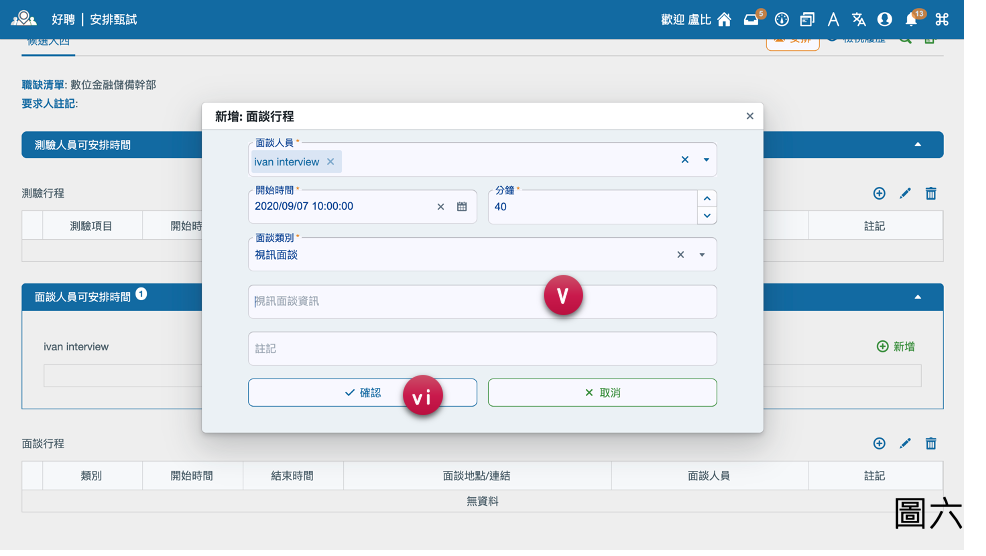 好聘 | 安排甄試
歡迎 盧比
5
13
候選人四
安排
檢視履歷
職缺清單: 數位金融儲備幹部
要求人註記:
測驗人員可安排時間
測驗行程
測驗項目
開始時
註記
面談人員可安排時間 1
ivan interview
新增
新增: 面談行程
面談人員 *
ivan interview
開始時間 *
2020/09/07 10:00:00
分鐘 *
40
面談類別 *
視訊面談
視訊面談資訊
V
註記
確認
vi
取消
面談行程
類別 開始時間 結束時間 面談地點/連結 面談人員 註記
無資料
圖六